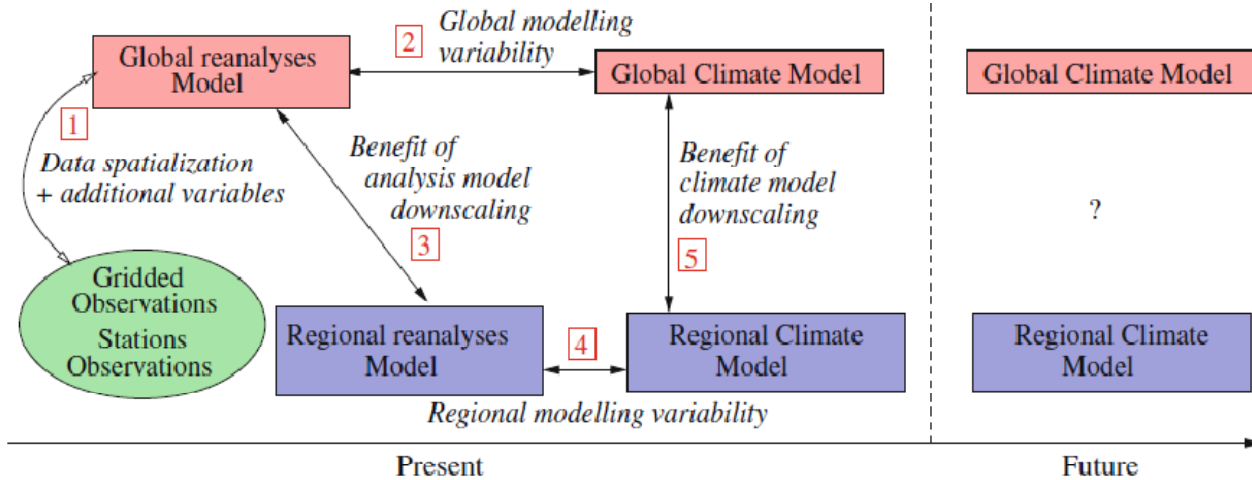 Global reanalyses
Model
2
Global modelling
variability
Global Climate Model
Global Climate Model
1
Data spatialization
+ additional variables
Benefit of
analysis model
downscaling
3
Benefit of
climate model
downscaling
5
?
Gridded
Observations
Stations
Observations
Regional reanalyses
Model
4
Regional Climate
Model
Regional Climate
Model
Regional modelling variability
Present
Future